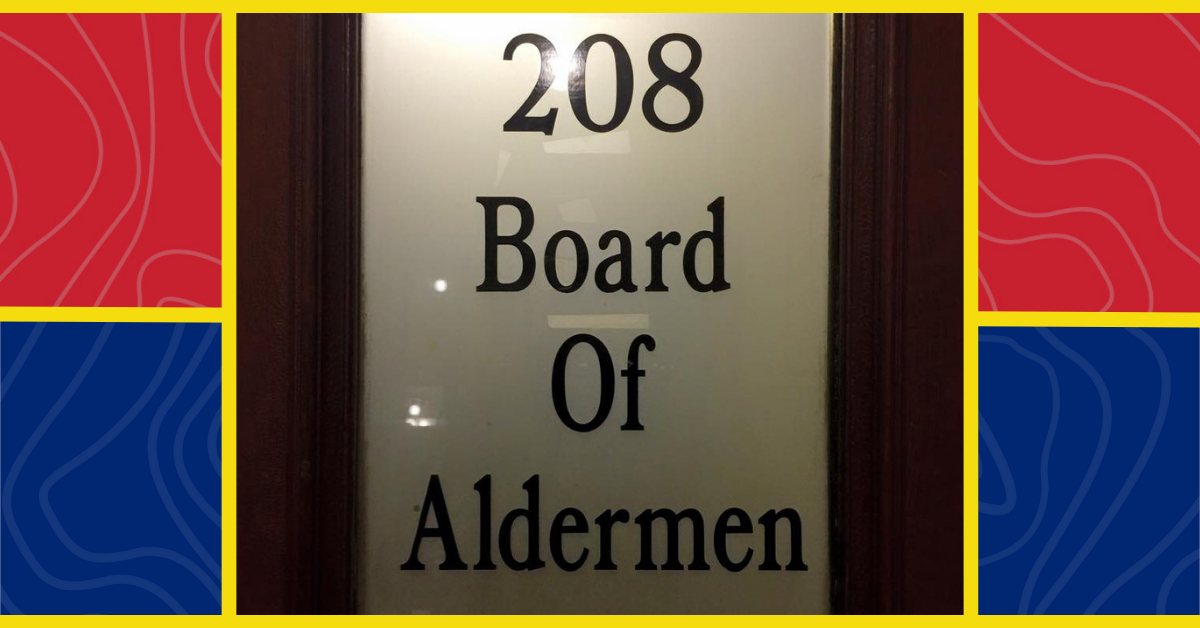 208
Board
Of
Aldermen